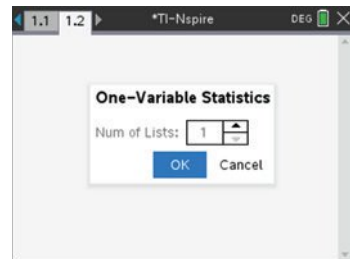 1.1 1.2 *TI-Nspire DEG
One-Variable Statistics
Num of Lists: 1
OK Cancel